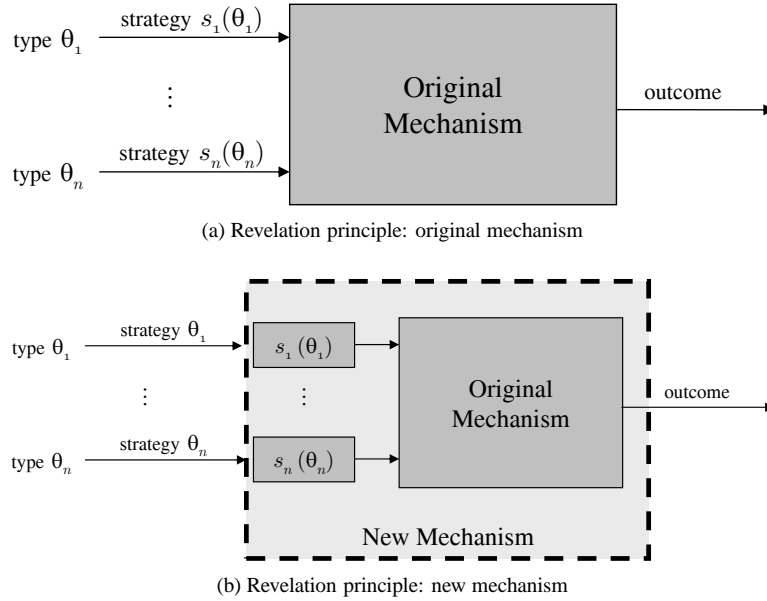 strategy s₁(θ₁)
type θ₁
⋮
Original
Mechanism
outcome
strategy sₙ(θₙ)
type θₙ
(a) Revelation principle: original mechanism
strategy θ₁
type θ₁
s₁(θ₁)
⋮
⋮
Original
Mechanism
outcome
strategy θₙ
type θₙ
sₙ(θₙ)
New Mechanism
(b) Revelation principle: new mechanism